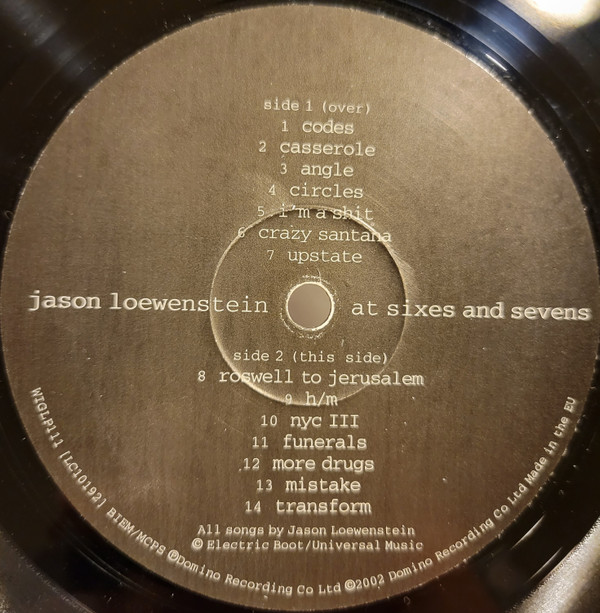 side 1 (over)
1 codes
2 casserole
3 angle
4 circles
5 i'm a shit
6 crazy santana
7 upstate
jason loewenstein at sixes and sevens
side 2 (this side)
8 roswell to jerusalem
9 h/m
10 nyc III
11 funerals
12 more drugs
13 mistake
14 transform
All songs by Jason Loewenstein
© Electric Boot/Universal Music
WIGLP111 [LC10192] BIEM/MCPS ℗Domino Recording Co Ltd ©2002 Domino Recording Co Ltd Made in the EU